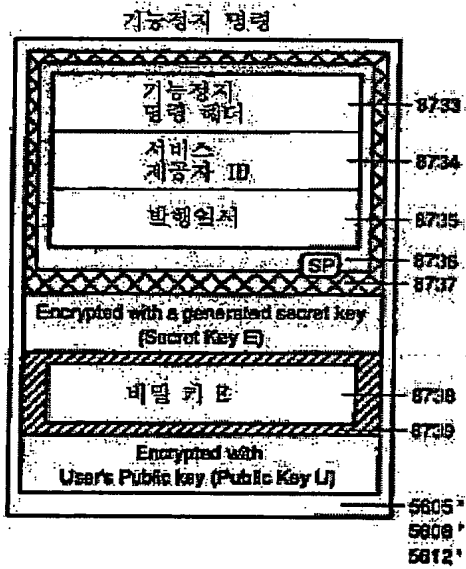 기능정지 명령
기능정지
명령 헤더
8733
서비스
제공자 ID
8734
발행일시
8735
SP
8736
8737
Encrypted with a generated secret key
(Secret Key E)
비밀 키 E
8738
8739
Encrypted with
User's Public key (Public Key U)
5605
5608
5612